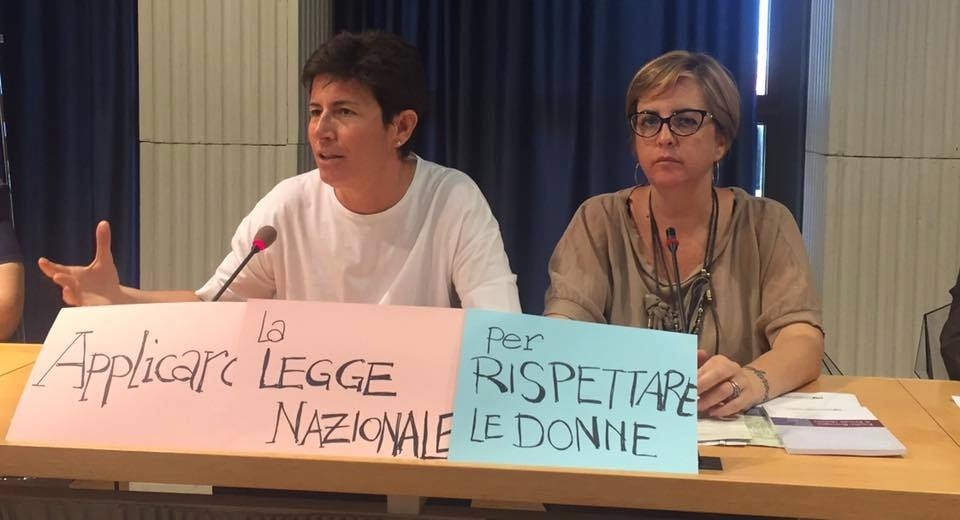 Applicare
la
LEGGE
NAZIONALE
per
RISPETTARE
LE DONNE